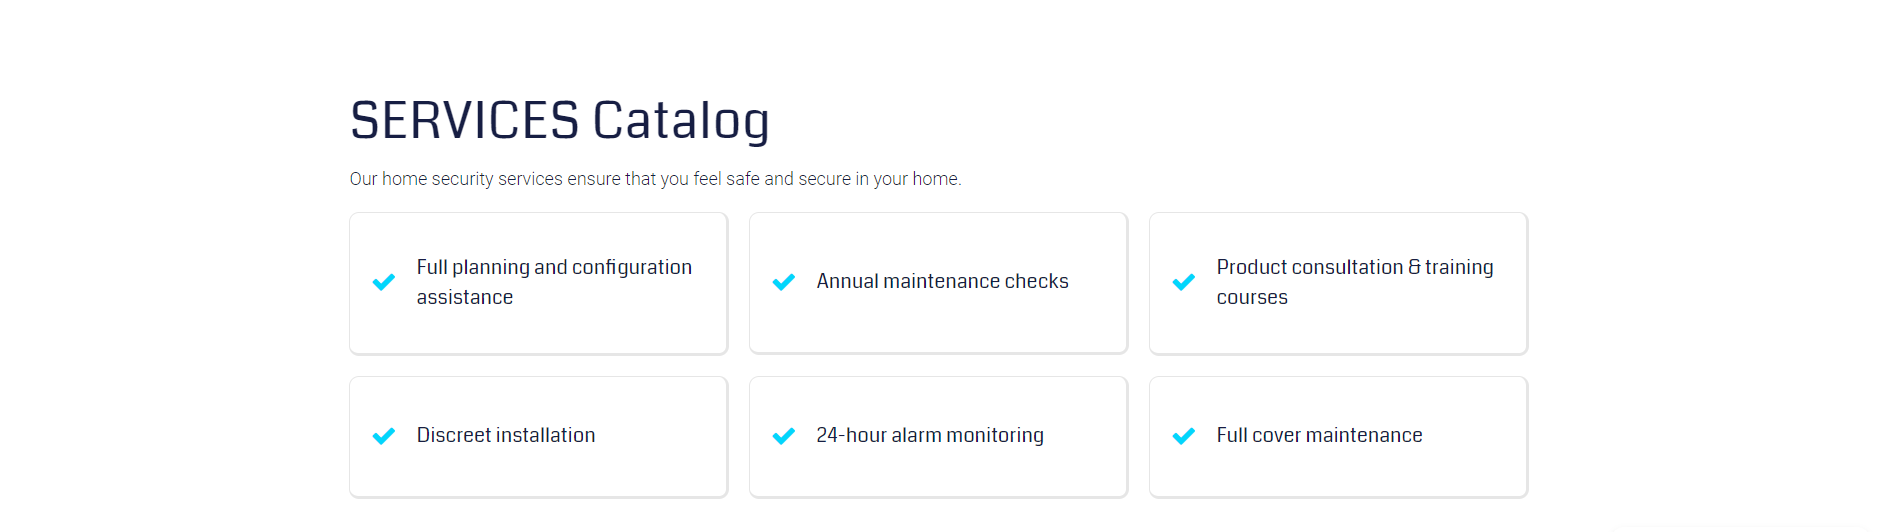 SERVICES Catalog
Our home security services ensure that you feel safe and secure in your home.
Full planning and configuration
assistance
Annual maintenance checks
Product consultation & training
courses
Discreet installation
24-hour alarm monitoring
Full cover maintenance